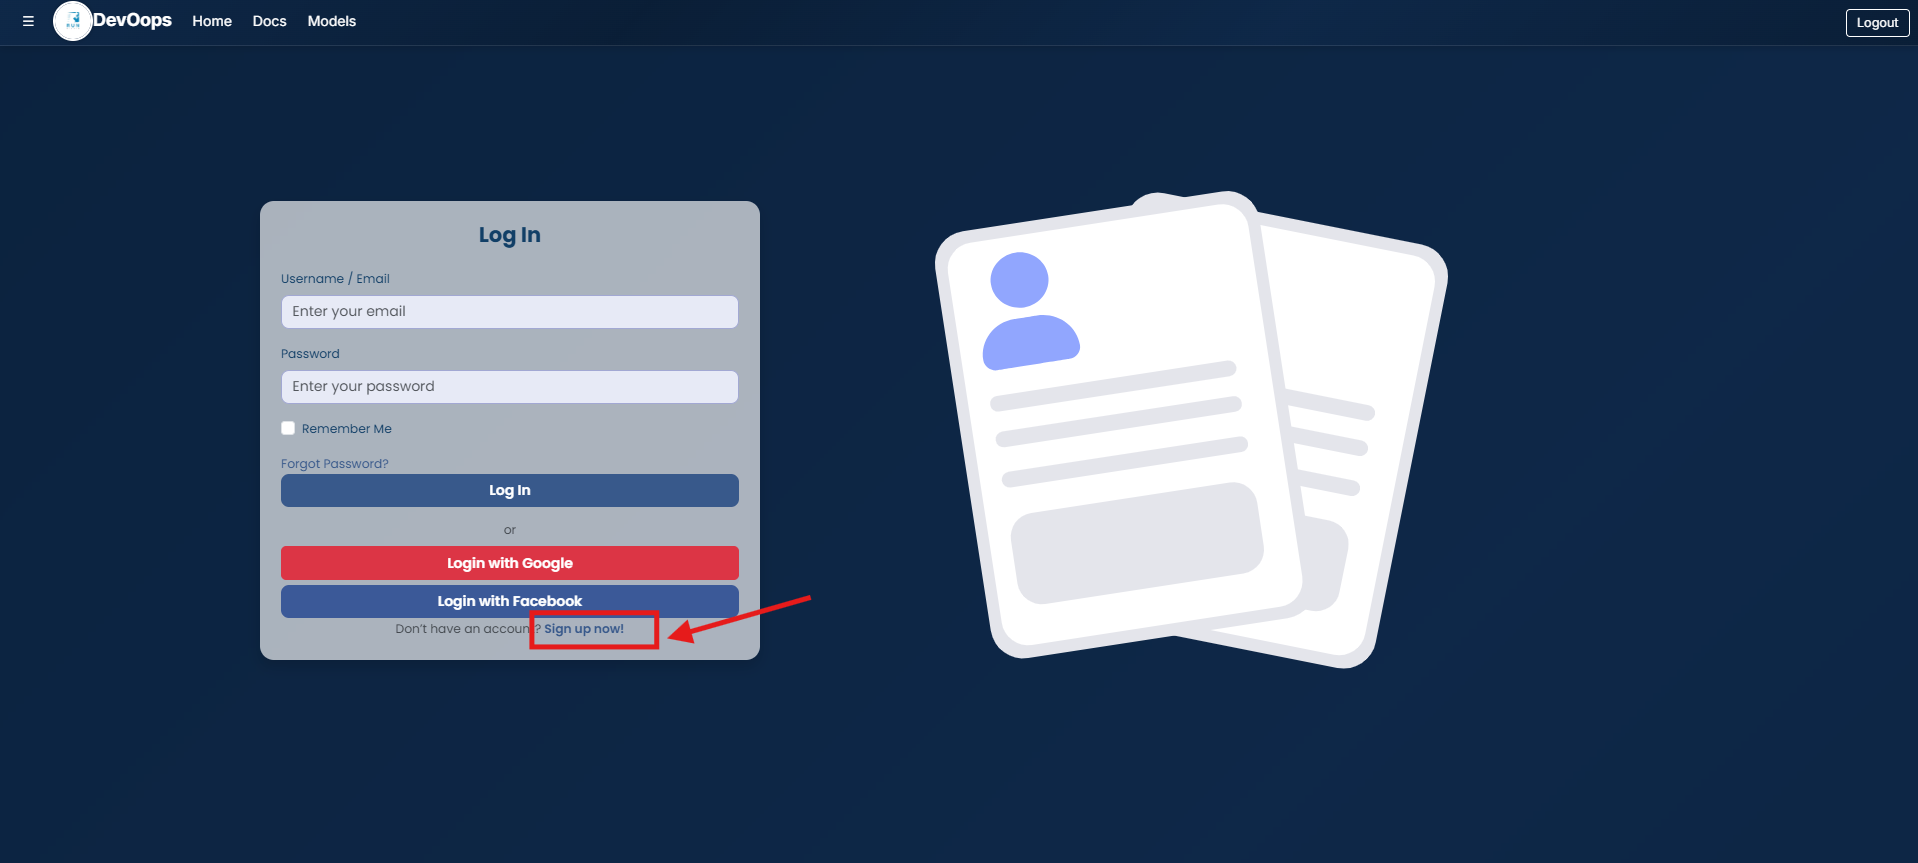 ☰ DevOops Home Docs Models Logout
RUN
Log In
Username / Email
Enter your email
Password
Enter your password
Remember Me
Forgot Password?
Log In
or
Login with Google
Login with Facebook
Don't have an account? Sign up now!